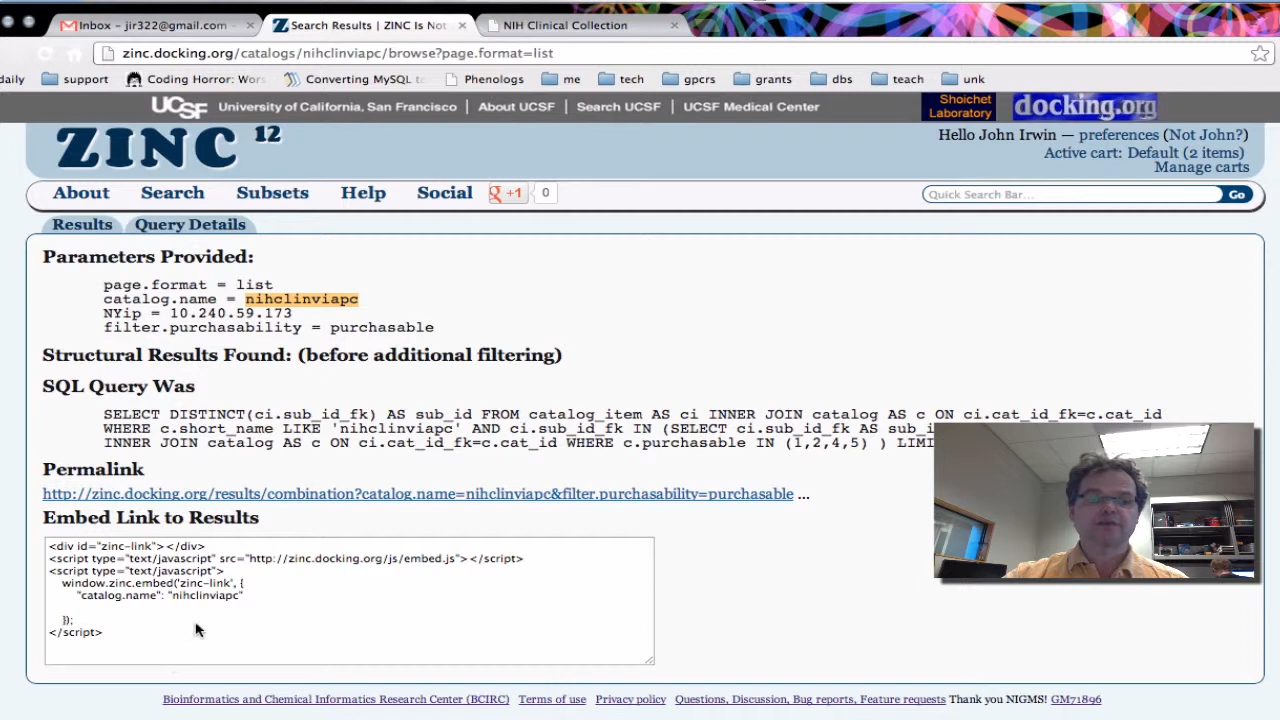 Inbox – jir322@gmail.com – Search Results | ZINC Is Not NIH Clinical Collection
zinc.docking.org/catalogs/nihclinviapc/browse?page.format=list
daily support Coding Horror: Wor Converting MySQL to Phenologs me tech gpcrs grants dbs teach unk
UCSF University of California, San Francisco | About UCSF | Search UCSF | UCSF Medical Center Shoichet Laboratory docking.org
ZINC 12
Hello John Irwin — preferences (Not John?)
Active cart: Default (2 items)
Manage carts
About Search Subsets Help Social g +1 0 Quick Search Bar... Go
Results Query Details
Parameters Provided:
page.format = list
catalog.name = nihclinviapc
NYip = 10.240.59.173
filter.purchasability = purchasable
Structural Results Found: (before additional filtering)
SQL Query Was
SELECT DISTINCT(ci.sub_id_fk) AS sub_id FROM catalog_item AS ci INNER JOIN catalog AS c ON ci.cat_id_fk=c.cat_id
WHERE c.short_name LIKE 'nihclinviapc' AND ci.sub_id_fk IN (SELECT ci.sub_id_fk AS sub_i
INNER JOIN catalog AS c ON ci.cat_id_fk=c.cat_id WHERE c.purchasable IN (1,2,4,5) ) LIMI
Permalink
http://zinc.docking.org/results/combination?catalog.name=nihclinviapc&filter.purchasability=purchasable ...
Embed Link to Results
<div id="zinc-link"> </div>
<script type="text/javascript" src="http://zinc.docking.org/js/embed.js"> </script>
<script type="text/javascript">
window.zinc.embed('zinc-link', {
"catalog.name": "nihclinviapc"
});
</script>
Bioinformatics and Chemical Informatics Research Center (BCIRC) Terms of use Privacy policy Questions, Discussion, Bug reports, Feature requests Thank you NIGMS! GM71896